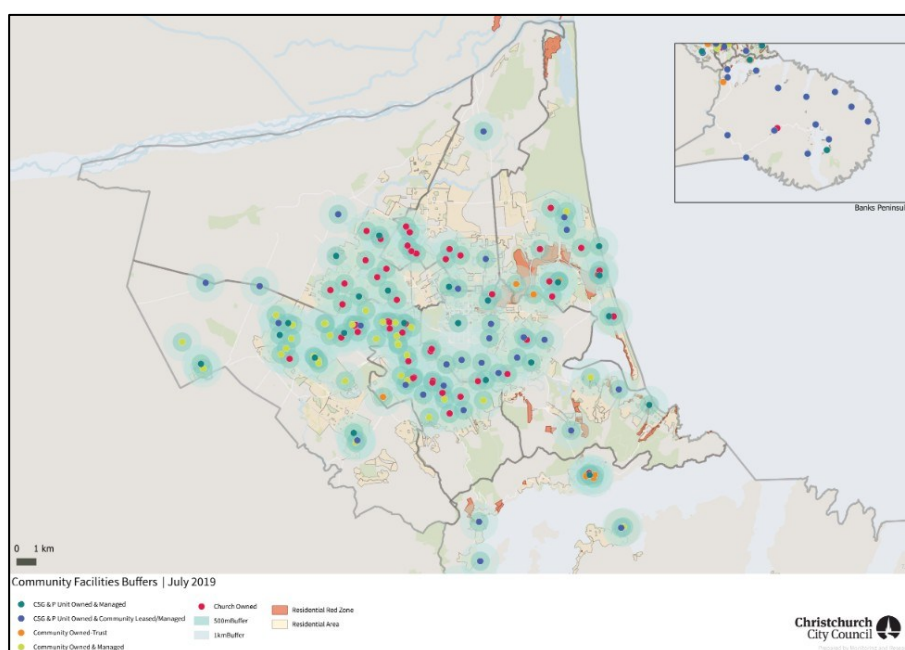 Banks Peninsul
0 1 km
Community Facilities Buffers | July 2019
CSG & P Unit Owned & Managed
CSG & P Unit Owned & Community Leased/Managed
Community Owned-Trust
Community Owned & Managed
Church Owned
500mBuffer
1kmBuffer
Residential Red Zone
Residential Area
Christchurch
City Council